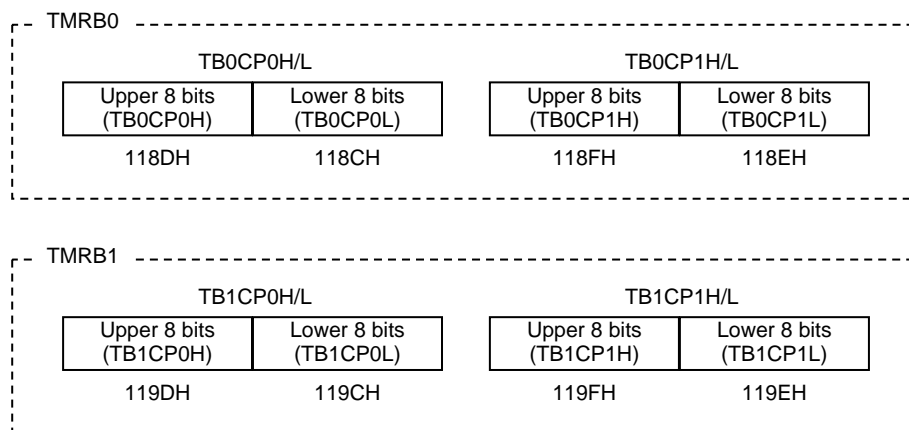 TMRB0
TB0CP0H/L TB0CP1H/L
Upper 8 bits Lower 8 bits Upper 8 bits Lower 8 bits
(TB0CP0H) (TB0CP0L) (TB0CP1H) (TB0CP1L)
118DH 118CH 118FH 118EH
TMRB1
TB1CP0H/L TB1CP1H/L
Upper 8 bits Lower 8 bits Upper 8 bits Lower 8 bits
(TB1CP0H) (TB1CP0L) (TB1CP1H) (TB1CP1L)
119DH 119CH 119FH 119EH